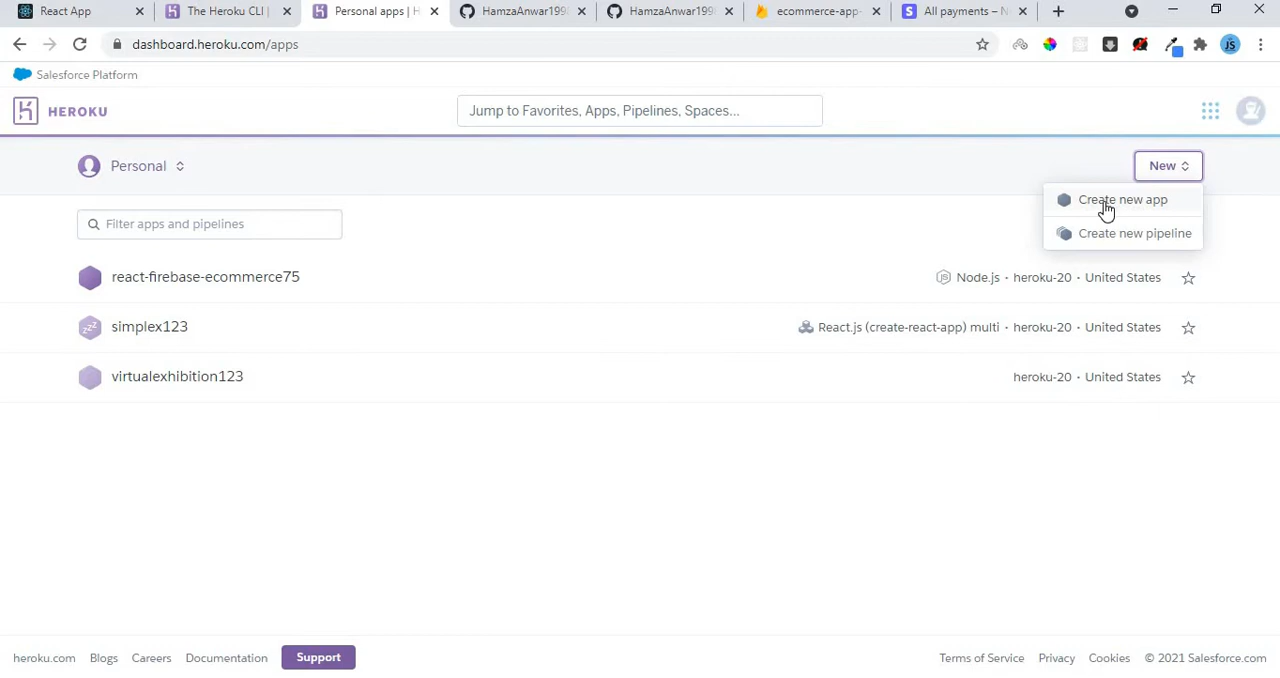 React App
The Heroku CLI |
Personal apps | H
HamzaAnwar199
HamzaAnwar199
ecommerce-app-
S
All payments – N
dashboard.heroku.com/apps
JS
Salesforce Platform
HEROKU
Jump to Favorites, Apps, Pipelines, Spaces...
Personal
New
Create new app
Create new pipeline
Filter apps and pipelines
react-firebase-ecommerce75
Node.js · heroku-20 · United States
zzZ
simplex123
React.js (create-react-app) multi · heroku-20 · United States
virtualexhibition123
heroku-20 · United States
heroku.com Blogs Careers Documentation Support
Terms of Service Privacy Cookies © 2021 Salesforce.com